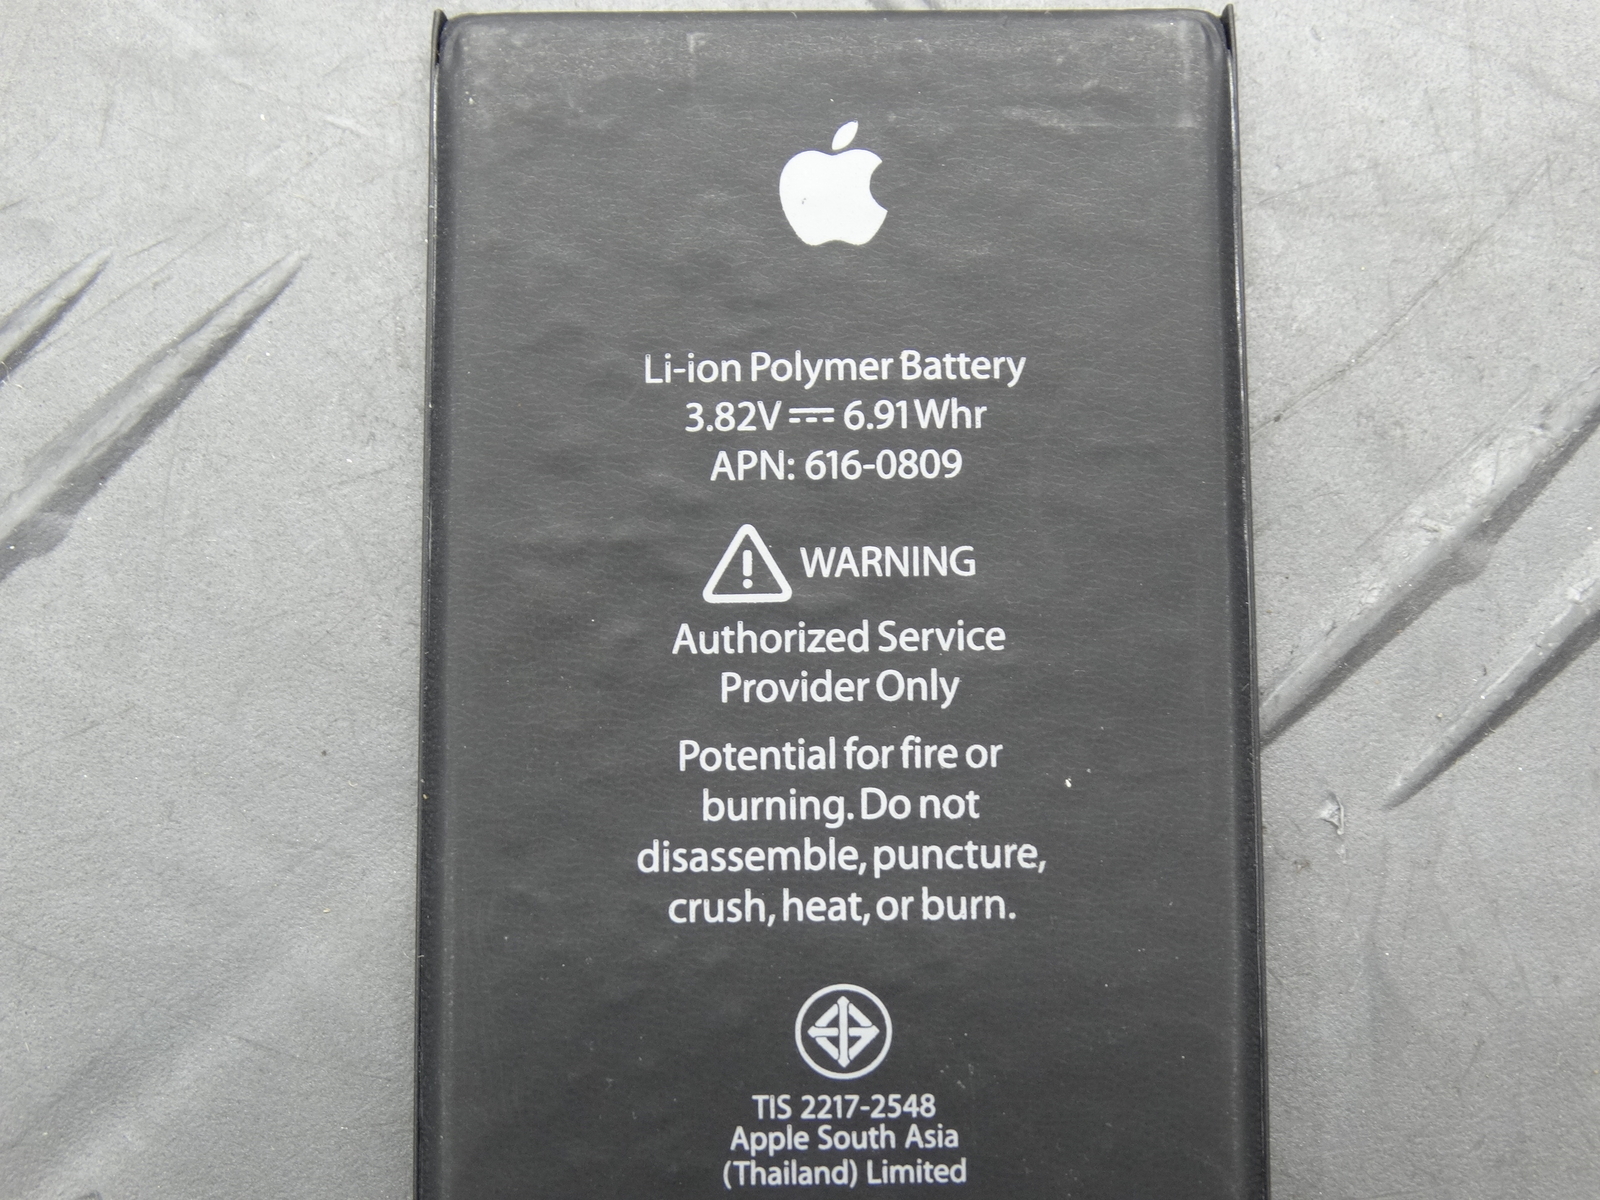 Li-ion Polymer Battery
3.82V ⎓ 6.91Whr
APN: 616-0809
WARNING
Authorized Service
Provider Only
Potential for fire or
burning. Do not
disassemble, puncture,
crush, heat, or burn.
TIS 2217-2548
Apple South Asia
(Thailand) Limited